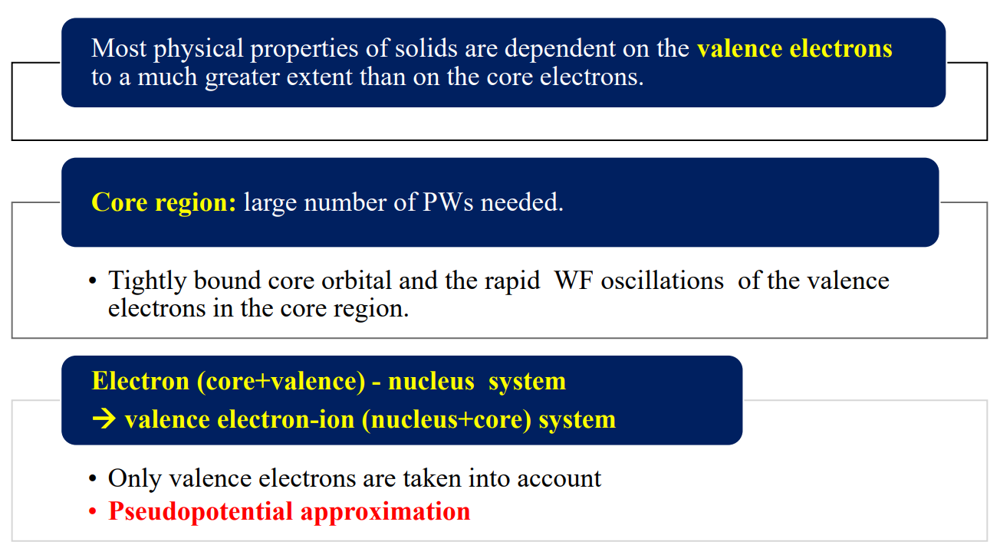 Most physical properties of solids are dependent on the valence electrons
to a much greater extent than on the core electrons.
Core region: large number of PWs needed.
• Tightly bound core orbital and the rapid  WF oscillations  of the valence
electrons in the core region.
Electron (core+valence) - nucleus  system
→ valence electron-ion (nucleus+core) system
• Only valence electrons are taken into account
• Pseudopotential approximation